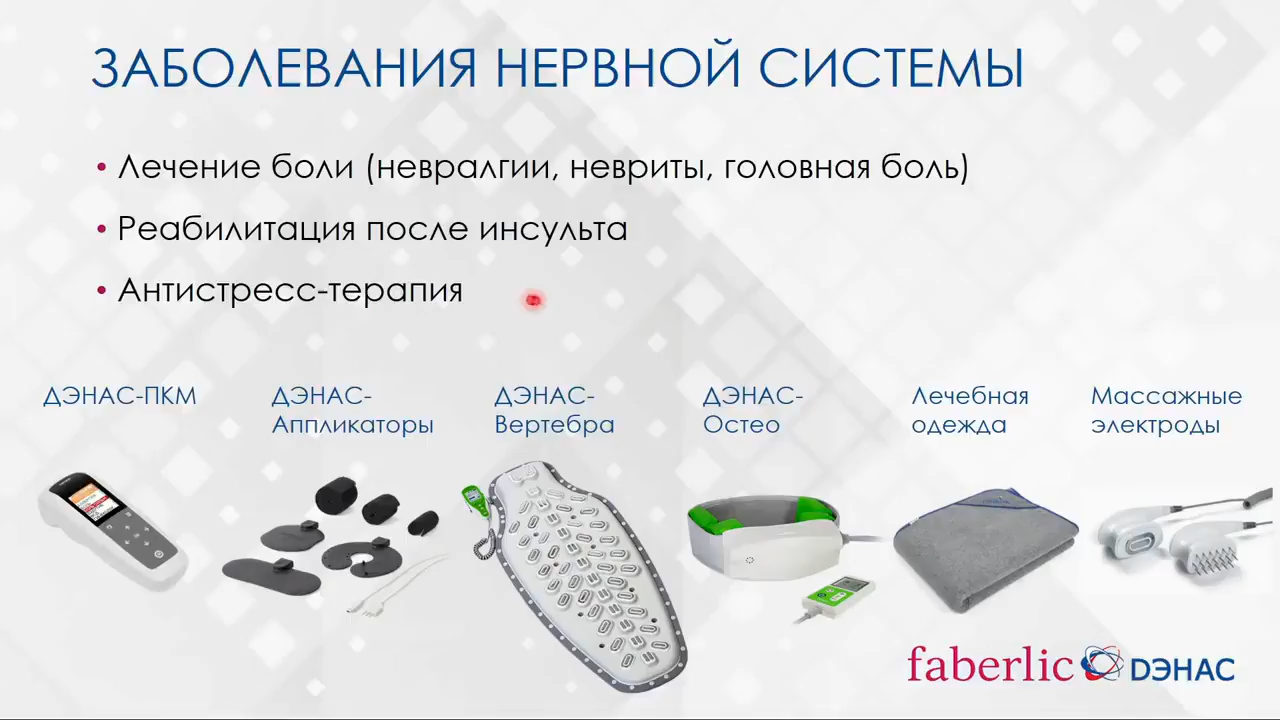 ЗАБОЛЕВАНИЯ НЕРВНОЙ СИСТЕМЫ
• Лечение боли (невралгии, невриты, головная боль)
• Реабилитация после инсульта
• Антистресс-терапия
ДЭНАС-ПКМ
ДЭНАС-
Аппликаторы
ДЭНАС-
Вертебра
ДЭНАС-
Остео
Лечебная
одежда
Массажные
электроды
faberlic ДЭНАС